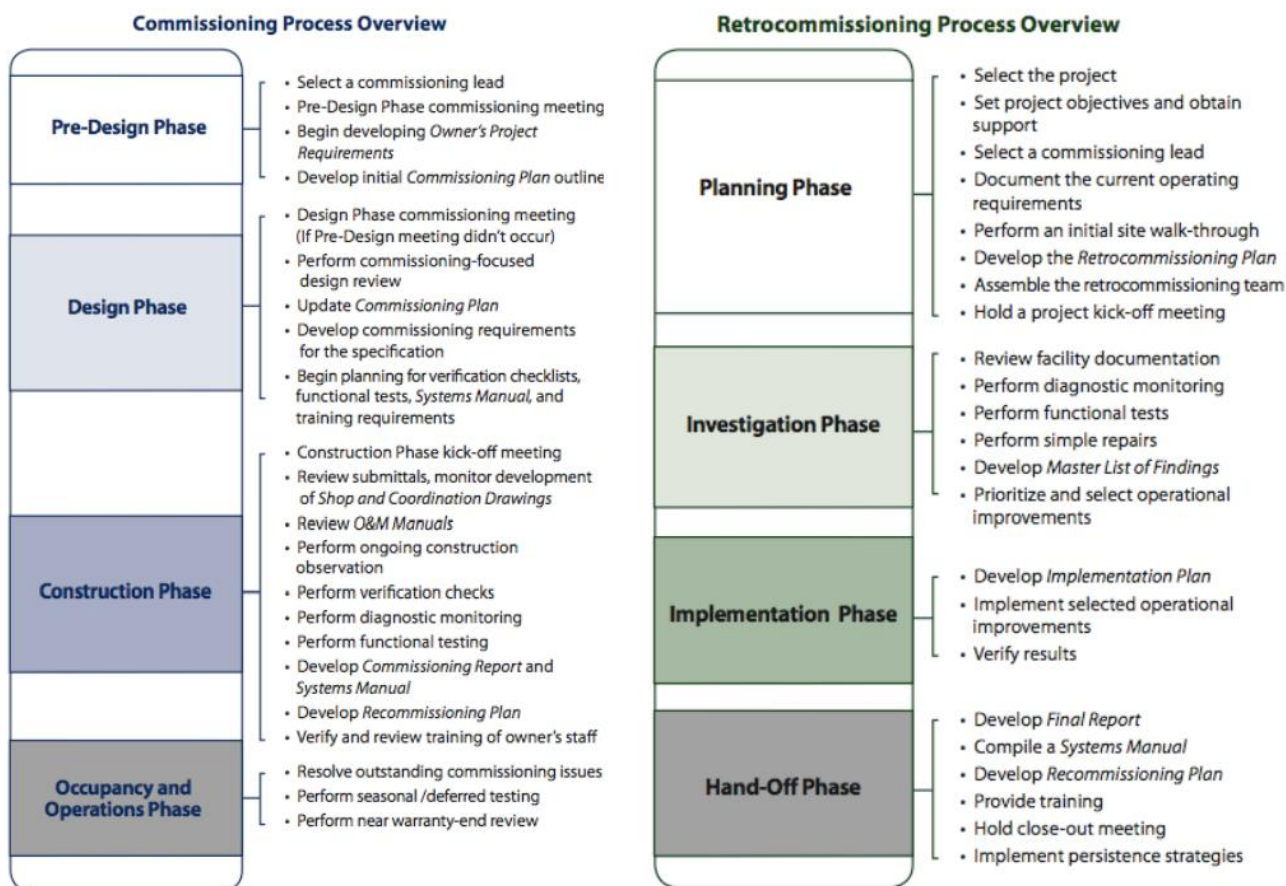 Commissioning Process Overview
Pre-Design Phase
• Select a commissioning lead
• Pre-Design Phase commissioning meeting
• Begin developing Owner's Project
Requirements
• Develop initial Commissioning Plan outline
Design Phase
• Design Phase commissioning meeting
(If Pre-Design meeting didn't occur)
• Perform commissioning-focused
design review
• Update Commissioning Plan
• Develop commissioning requirements
for the specification
• Begin planning for verification checklists,
functional tests, Systems Manual, and
training requirements
Construction Phase
• Construction Phase kick-off meeting
• Review submittals, monitor development
of Shop and Coordination Drawings
• Review O&M Manuals
• Perform ongoing construction
observation
• Perform verification checks
• Perform diagnostic monitoring
• Perform functional testing
• Develop Commissioning Report and
Systems Manual
• Develop Recommissioning Plan
• Verify and review training of owner's staff
Occupancy and
Operations Phase
• Resolve outstanding commissioning issues
• Perform seasonal /deferred testing
• Perform near warranty-end review
Retrocommissioning Process Overview
Planning Phase
• Select the project
• Set project objectives and obtain
support
• Select a commissioning lead
• Document the current operating
requirements
• Perform an initial site walk-through
• Develop the Retrocommissioning Plan
• Assemble the retrocommissioning team
• Hold a project kick-off meeting
Investigation Phase
• Review facility documentation
• Perform diagnostic monitoring
• Perform functional tests
• Perform simple repairs
• Develop Master List of Findings
• Prioritize and select operational
improvements
Implementation Phase
• Develop Implementation Plan
• Implement selected operational
improvements
• Verify results
Hand-Off Phase
• Develop Final Report
• Compile a Systems Manual
• Develop Recommissioning Plan
• Provide training
• Hold close-out meeting
• Implement persistence strategies